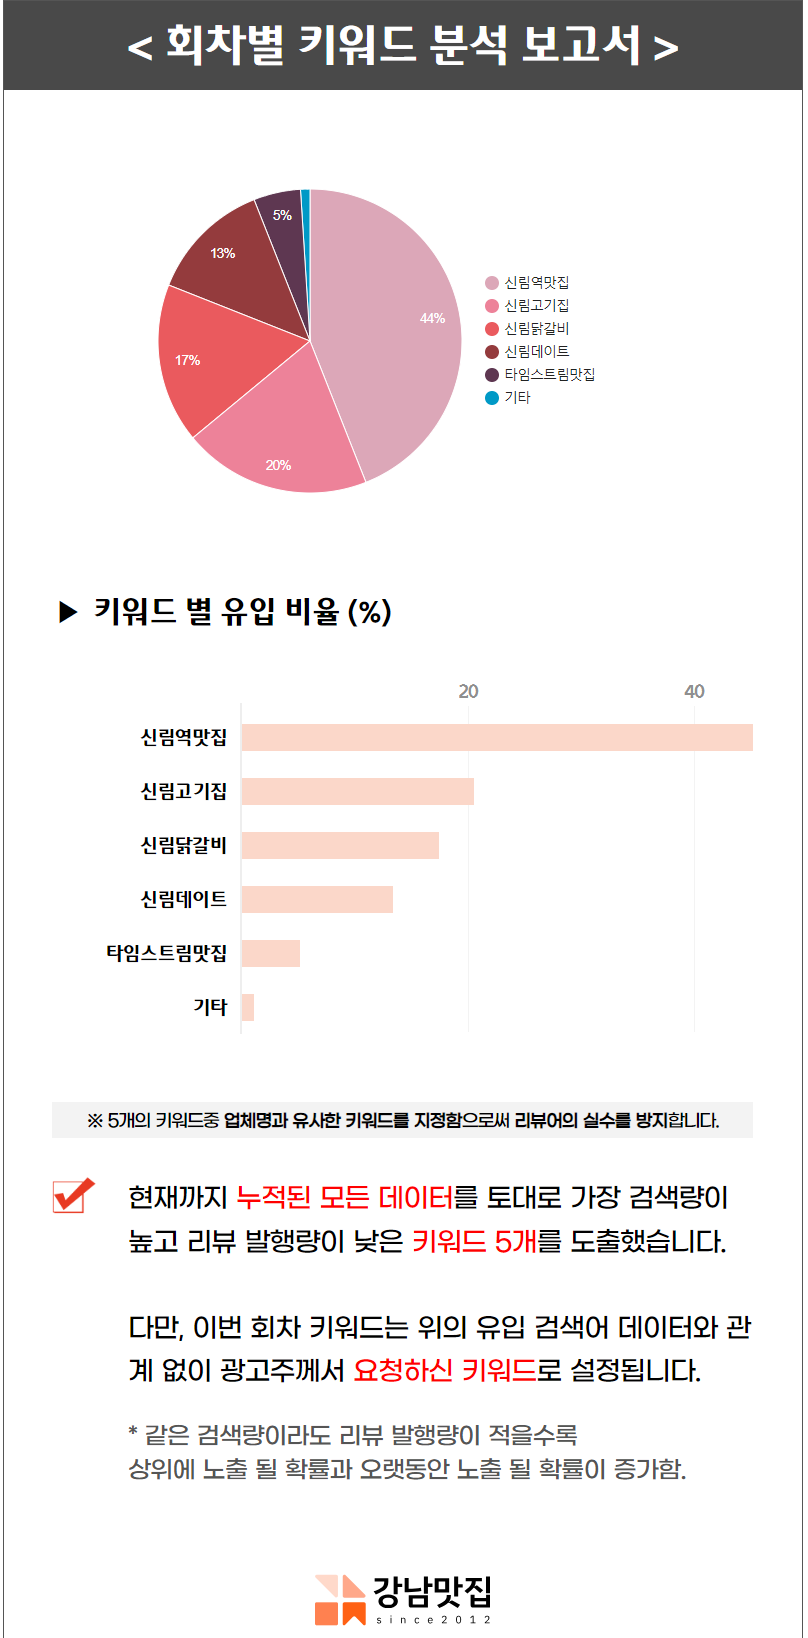 < 회차별 키워드 분석 보고서 >
5%
13%
44%
17%
20%
신림역맛집
신림고기집
신림닭갈비
신림데이트
타임스트림맛집
기타
▶ 키워드 별 유입 비율 (%)
20 40
신림역맛집
신림고기집
신림닭갈비
신림데이트
타임스트림맛집
기타
※ 5개의 키워드중 업체명과 유사한 키워드를 지정함으로써 리뷰어의 실수를 방지합니다.
현재까지 누적된 모든 데이터를 토대로 가장 검색량이
높고 리뷰 발행량이 낮은 키워드 5개를 도출했습니다.
다만, 이번 회차 키워드는 위의 유입 검색어 데이터와 관
계 없이 광고주께서 요청하신 키워드로 설정됩니다.
* 같은 검색량이라도 리뷰 발행량이 적을수록
상위에 노출 될 확률과 오랫동안 노출 될 확률이 증가함.
강남맛집
since2012